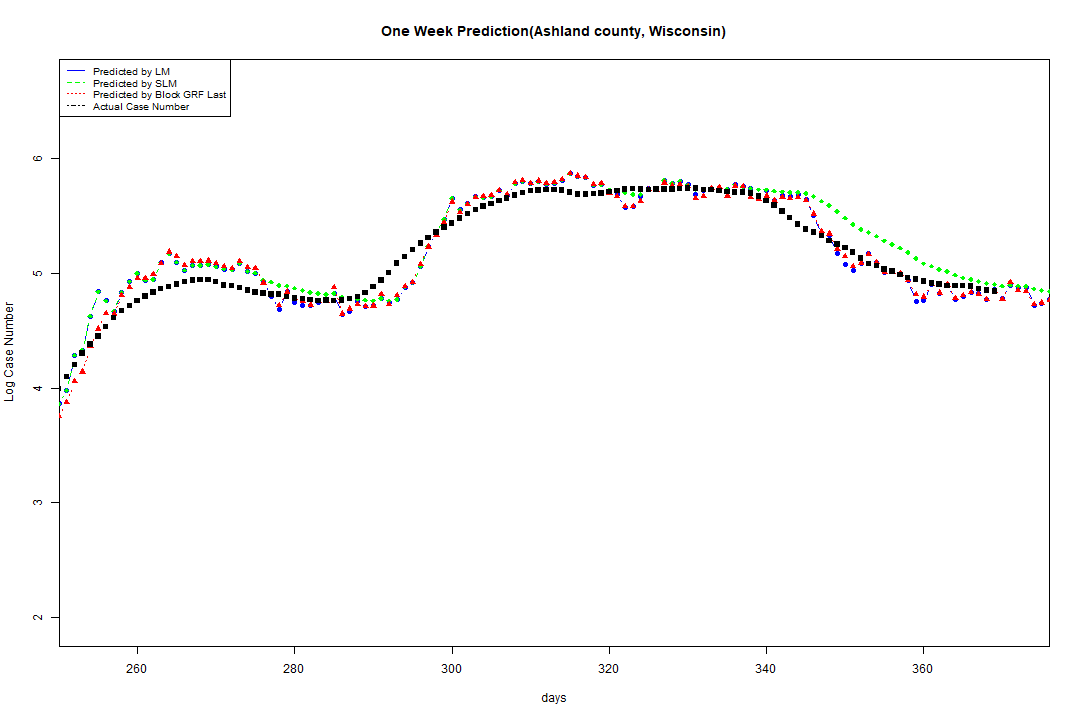 One Week Prediction(Ashland county, Wisconsin)
Predicted by LM
Predicted by SLM
Predicted by Block GRF Last
Actual Case Number
6
5
4
3
2
Log Case Number
260 280 300 320 340 360
days